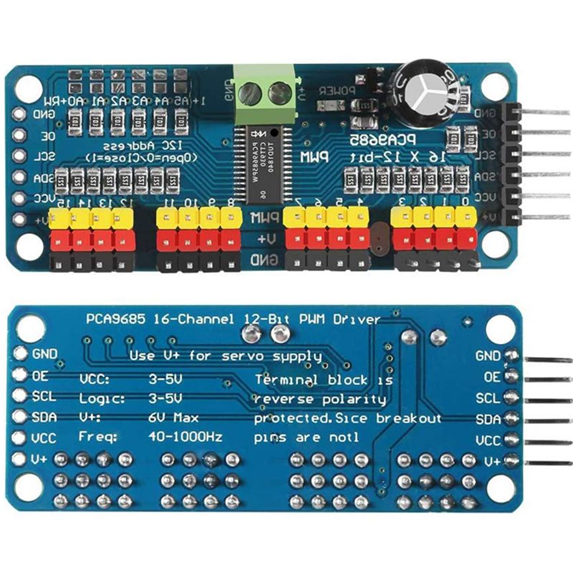 GND
OE
SCL
SDA
VCC
V+
1+A5 A4 A3 A2 A1 A0+RW
I2C Address
(Open=0;Close=1)
GND
V+
POWER
PCA9685
16 X 12-bit
PWM
GND
OE
SCL
SDA
VCC
V+
15 14 13 12 11 10 9 8 PWM 7 6 5 4 3 2 1 0
V+
GND
PCA9685 16-Channel 12-Bit PWM Driver
Use V+ for servo supply
VCC: 3-5V
Logic: 3-5V
V+: 6V Max
Freq: 40-1000Hz
Terminal block is
reverse polarity
protected.Sice breakout
pins are not!
GND
OE
SCL
SDA
VCC
V+
GND
OE
SCL
SDA
VCC
V+